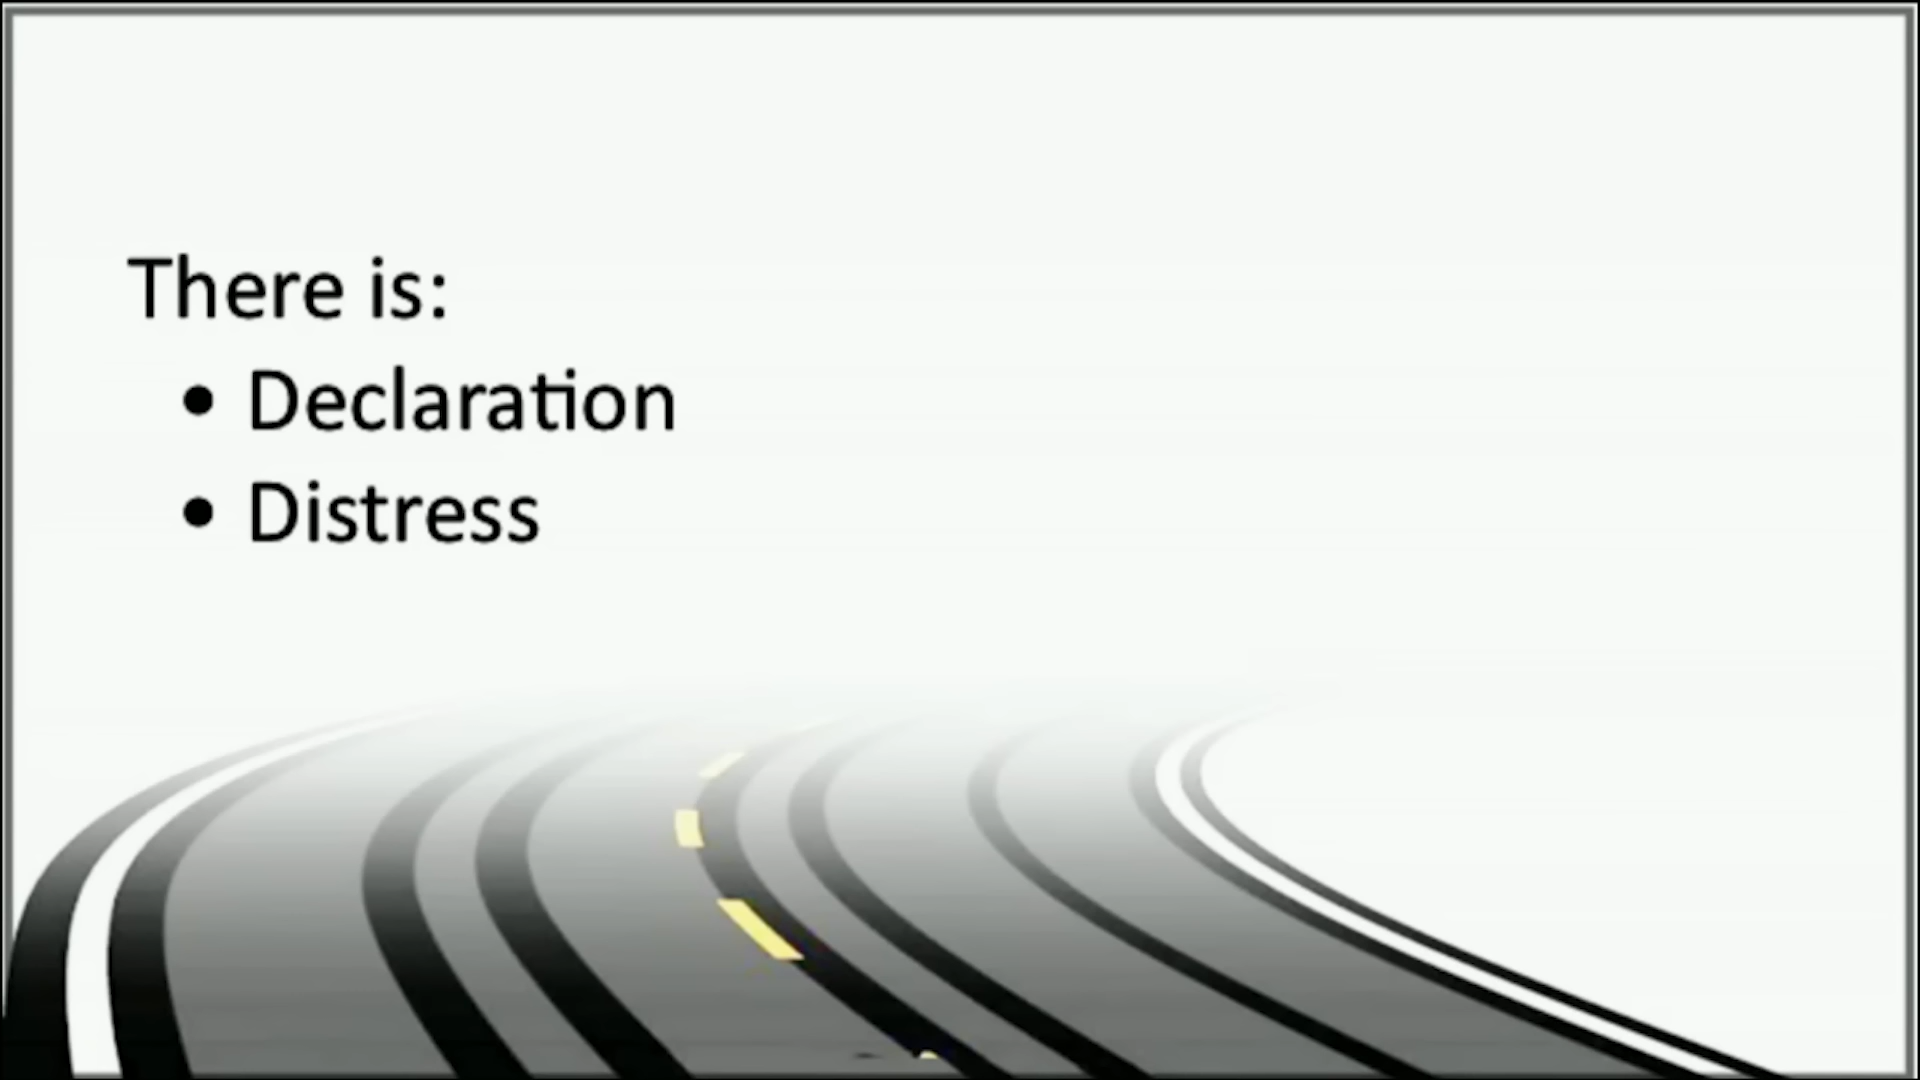 There is:
• Declaration
• Distress